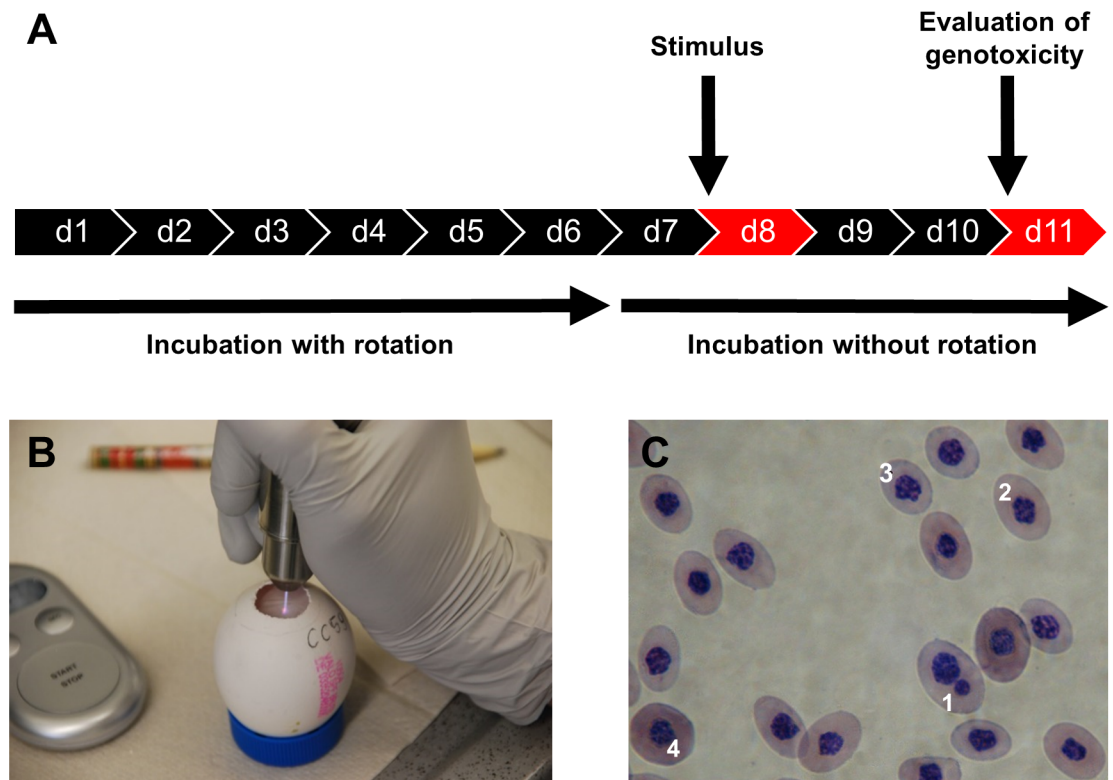 A
Stimulus
Evaluation of
genotoxicity
d1 d2 d3 d4 d5 d6 d7 d8 d9 d10 d11
Incubation with rotation
Incubation without rotation
B
START
STOP
C
3
2
1
4